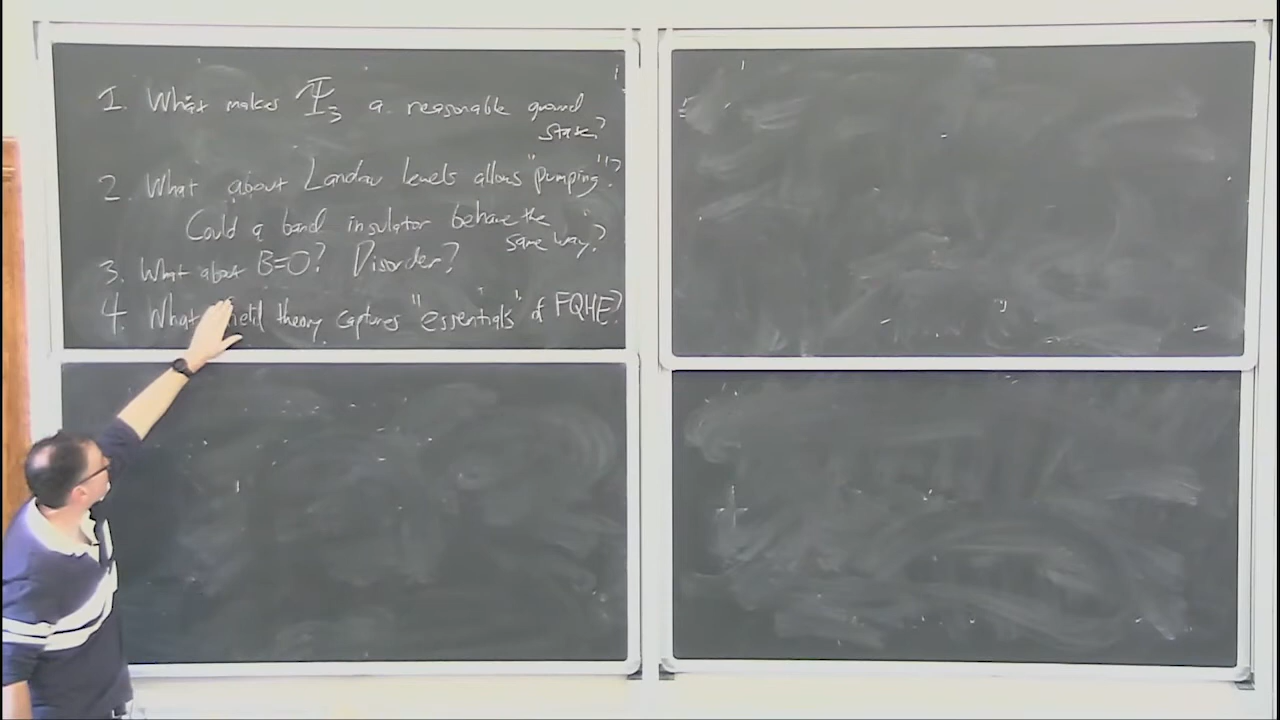 1. What makes Ψ₃ a reasonable ground
state?
2. What about Landau levels allows "pumping"?
Could a band insulator behave the
same way?
3. What about B=0? Disorder?
4. What field theory captures "essentials" of FQHE?